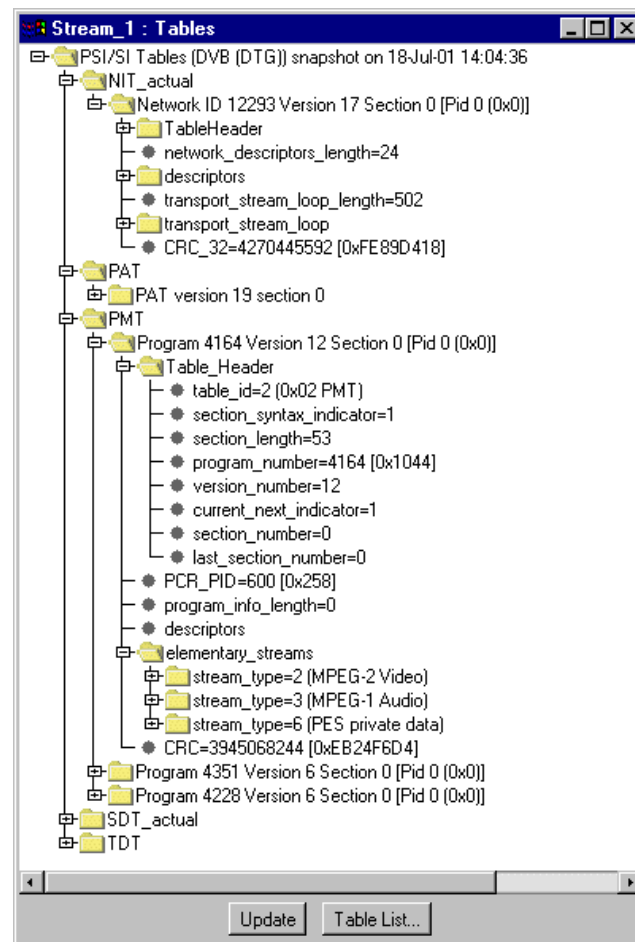 Stream_1 : Tables
PSI/SI Tables (DVB (DTG)) snapshot on 18-Jul-01 14:04:36
NIT_actual
Network ID 12293 Version 17 Section 0 [Pid 0 (0x0)]
TableHeader
network_descriptors_length=24
descriptors
transport_stream_loop_length=502
transport_stream_loop
CRC_32=4270445592 [0xFE89D418]
PAT
PAT version 19 section 0
PMT
Program 4164 Version 12 Section 0 [Pid 0 (0x0)]
Table_Header
table_id=2 (0x02 PMT)
section_syntax_indicator=1
section_length=53
program_number=4164 [0x1044]
version_number=12
current_next_indicator=1
section_number=0
last_section_number=0
PCR_PID=600 [0x258]
program_info_length=0
descriptors
elementary_streams
stream_type=2 (MPEG-2 Video)
stream_type=3 (MPEG-1 Audio)
stream_type=6 (PES private data)
CRC=3945068244 [0xEB24F6D4]
Program 4351 Version 6 Section 0 [Pid 0 (0x0)]
Program 4228 Version 6 Section 0 [Pid 0 (0x0)]
SDT_actual
TDT
Update Table List...